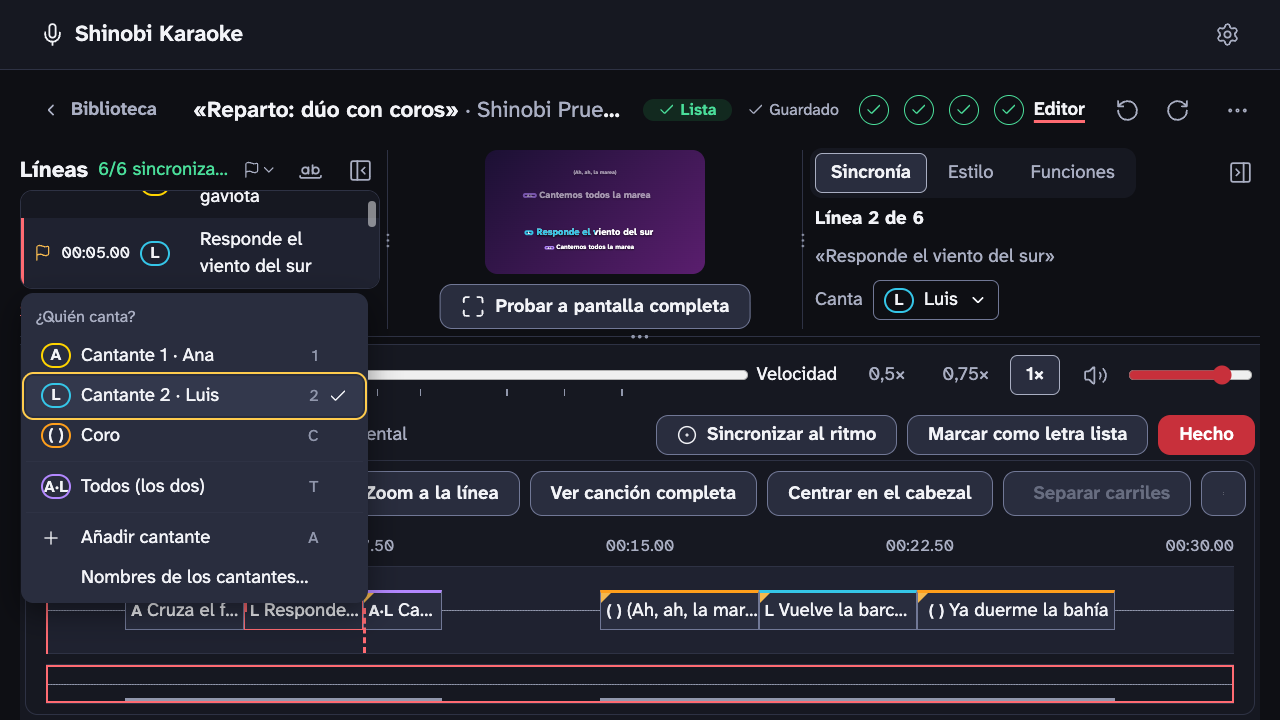 Shinobi Karaoke
Biblioteca
«Reparto: dúo con coros» · Shinobi Prue...
Lista
Guardado
Editor
Líneas
6/6 sincroniza...
ab
gaviota
00:05.00
L
Responde el
viento del sur
¿Quién canta?
A Cantante 1 · Ana 1
L Cantante 2 · Luis 2
( ) Coro C
A·L Todos (los dos) T
Añadir cantante A
Nombres de los cantantes...
(Ah, ah, la marea)
Cantemos todos la marea
Responde el viento del sur
Cantemos todos la marea
Probar a pantalla completa
Sincronía
Estilo
Funciones
Línea 2 de 6
«Responde el viento del sur»
Canta
L Luis
Velocidad
0,5×
0,75×
1×
ental
Sincronizar al ritmo
Marcar como letra lista
Hecho
Zoom a la línea
Ver canción completa
Centrar en el cabezal
Separar carriles
.50
00:15.00
00:22.50
00:30.00
A Cruza el f...
L Responde...
A·L Ca...
( ) (Ah, ah, la mar...
L Vuelve la barc...
( ) Ya duerme la bahía